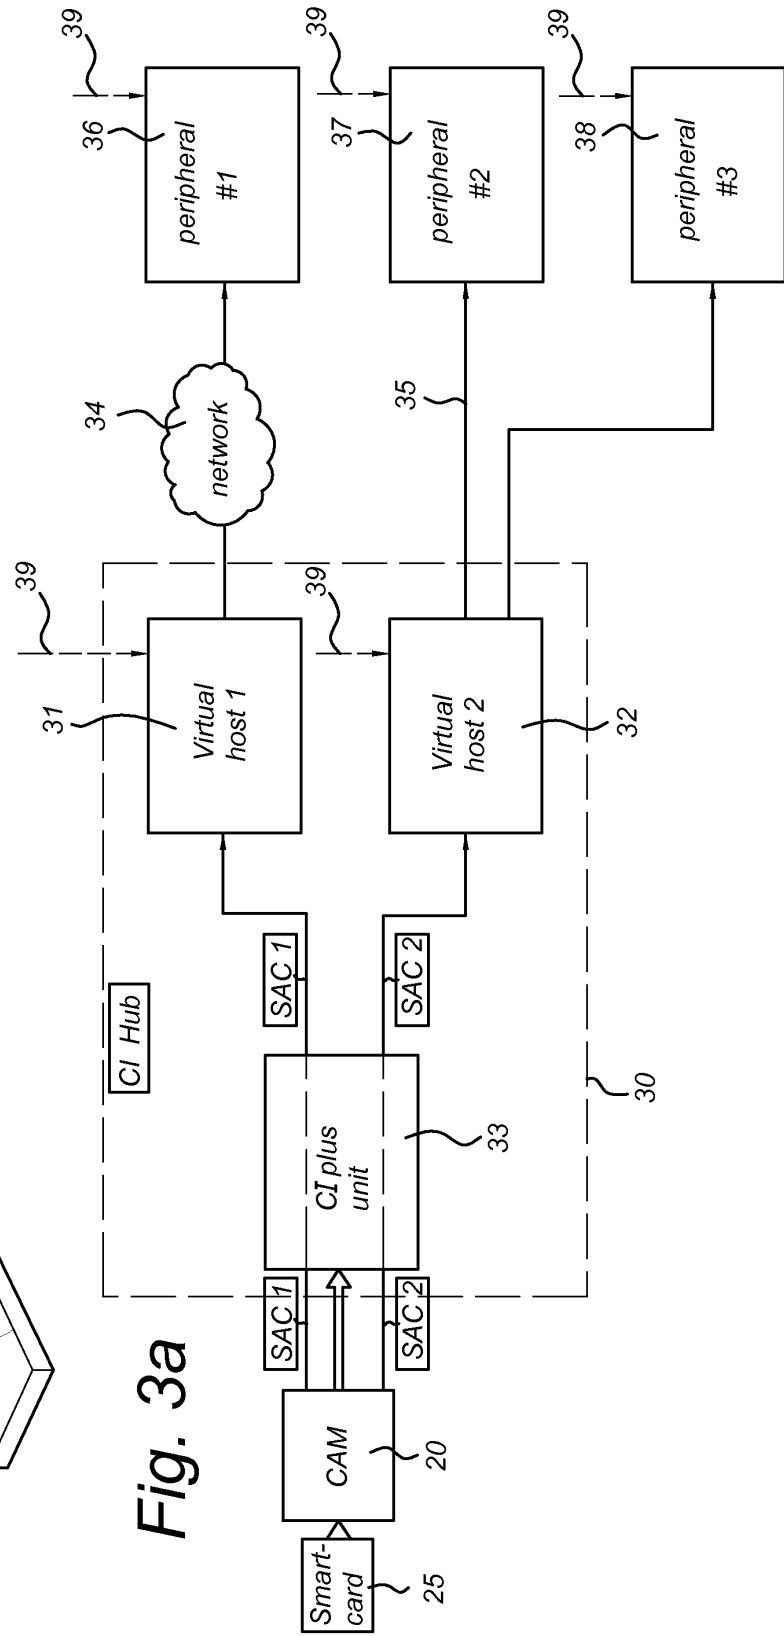 Fig. 3a
Smart-
card
25
CAM
20
SAC 1
SAC 2
CI plus
unit
33
CI Hub
30
SAC 1
SAC 2
Virtual
host 1
31
39
Virtual
host 2
32
39
network
34
35
peripheral
#1
36
39
peripheral
#2
37
39
peripheral
#3
38
39